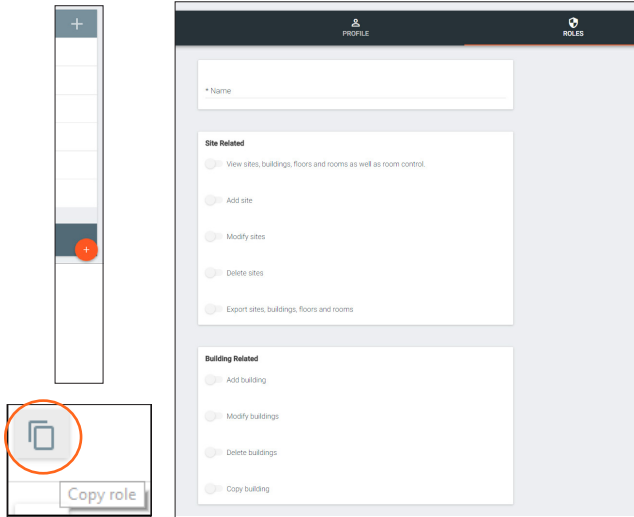 +
+
PROFILE
ROLES
* Name
Site Related
View sites, buildings, floors and rooms as well as room control.
Add site
Modify sites
Delete sites
Export sites, buildings, floors and rooms
Building Related
Add building
Modify buildings
Delete buildings
Copy building
Copy role